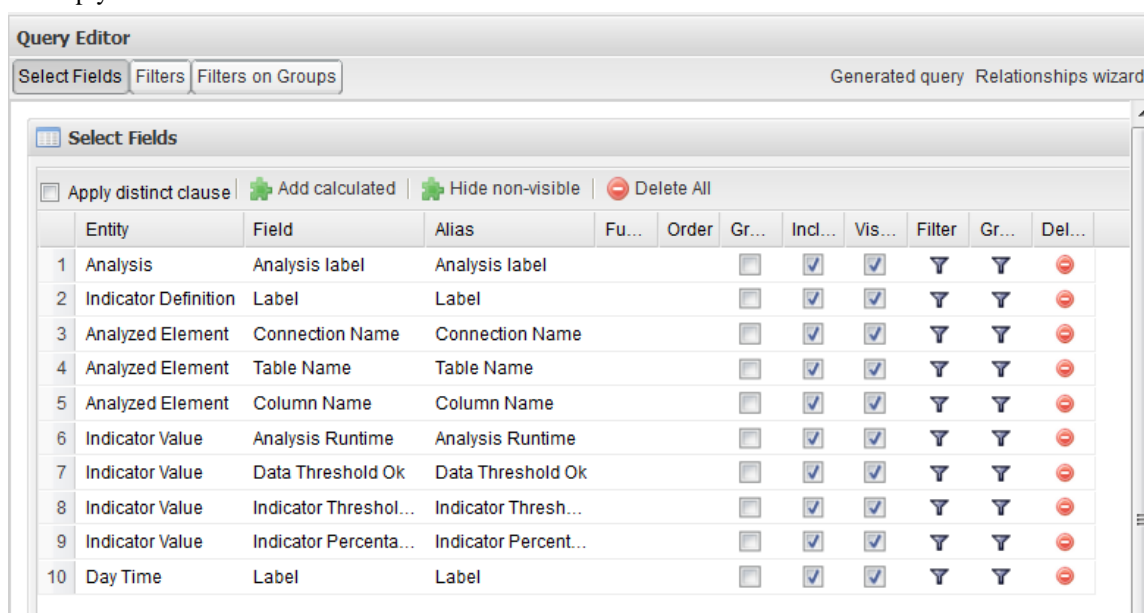 Query Editor
Select Fields Filters Filters on Groups Generated query Relationships wizard
Select Fields
Apply distinct clause Add calculated Hide non-visible Delete All
Entity Field Alias Fu... Order Gr... Incl... Vis... Filter Gr... Del...
1 Analysis Analysis label Analysis label
2 Indicator Definition Label Label
3 Analyzed Element Connection Name Connection Name
4 Analyzed Element Table Name Table Name
5 Analyzed Element Column Name Column Name
6 Indicator Value Analysis Runtime Analysis Runtime
7 Indicator Value Data Threshold Ok Data Threshold Ok
8 Indicator Value Indicator Threshol... Indicator Thresh...
9 Indicator Value Indicator Percenta... Indicator Percent...
10 Day Time Label Label